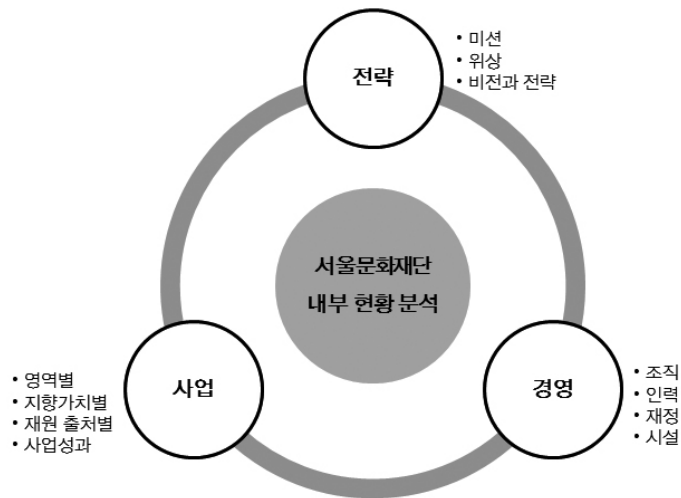 전략
• 미션
• 위상
• 비전과 전략
서울문화재단
내부 현황 분석
사업
• 영역별
• 지향가치별
• 재원 출처별
• 사업성과
경영
• 조직
• 인력
• 재정
• 시설